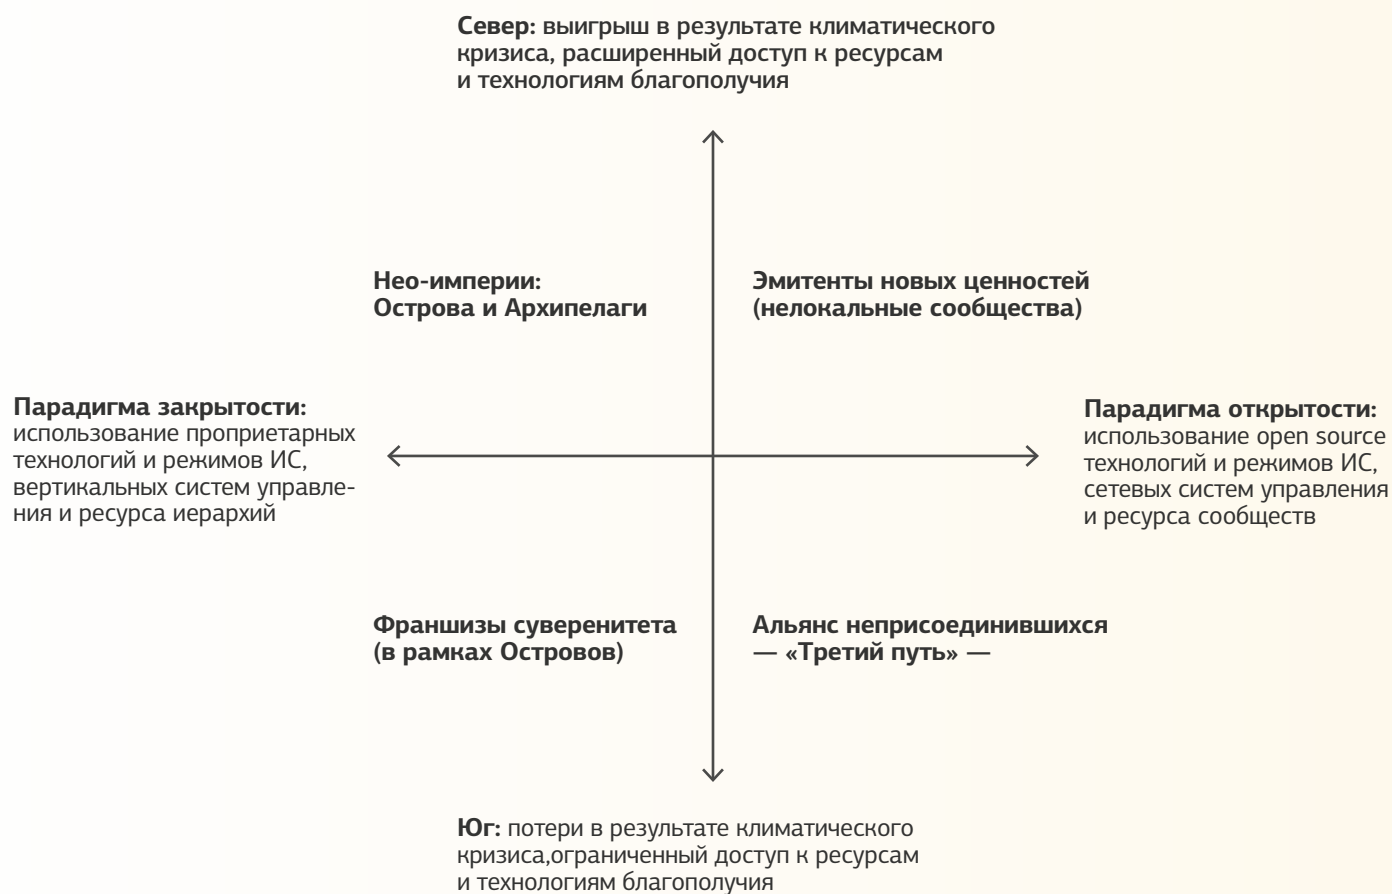 Север: выигрыш в результате климатического
кризиса, расширенный доступ к ресурсам
и технологиям благополучия
Нео-империи:
Острова и Архипелаги
Эмитенты новых ценностей
(нелокальные сообщества)
Парадигма закрытости:
использование проприетарных
технологий и режимов ИС,
вертикальных систем управле-
ния и ресурса иерархий
Парадигма открытости:
использование open source
технологий и режимов ИС,
сетевых систем управления
и ресурса сообществ
Франшизы суверенитета
(в рамках Островов)
Альянс неприсоединившихся
— «Третий путь» —
Юг: потери в результате климатического
кризиса,ограниченный доступ к ресурсам
и технологиям благополучия